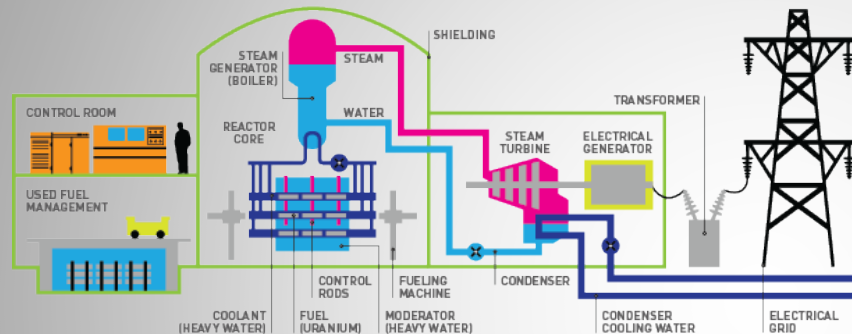 SHIELDING
STEAM
GENERATOR
(BOILER)
STEAM
CONTROL ROOM
WATER
TRANSFORMER
REACTOR
CORE
STEAM
TURBINE
ELECTRICAL
GENERATOR
USED FUEL
MANAGEMENT
CONTROL
RODS
FUELING
MACHINE
CONDENSER
COOLANT
(HEAVY WATER)
FUEL
(URANIUM)
MODERATOR
(HEAVY WATER)
CONDENSER
COOLING WATER
ELECTRICAL
GRID